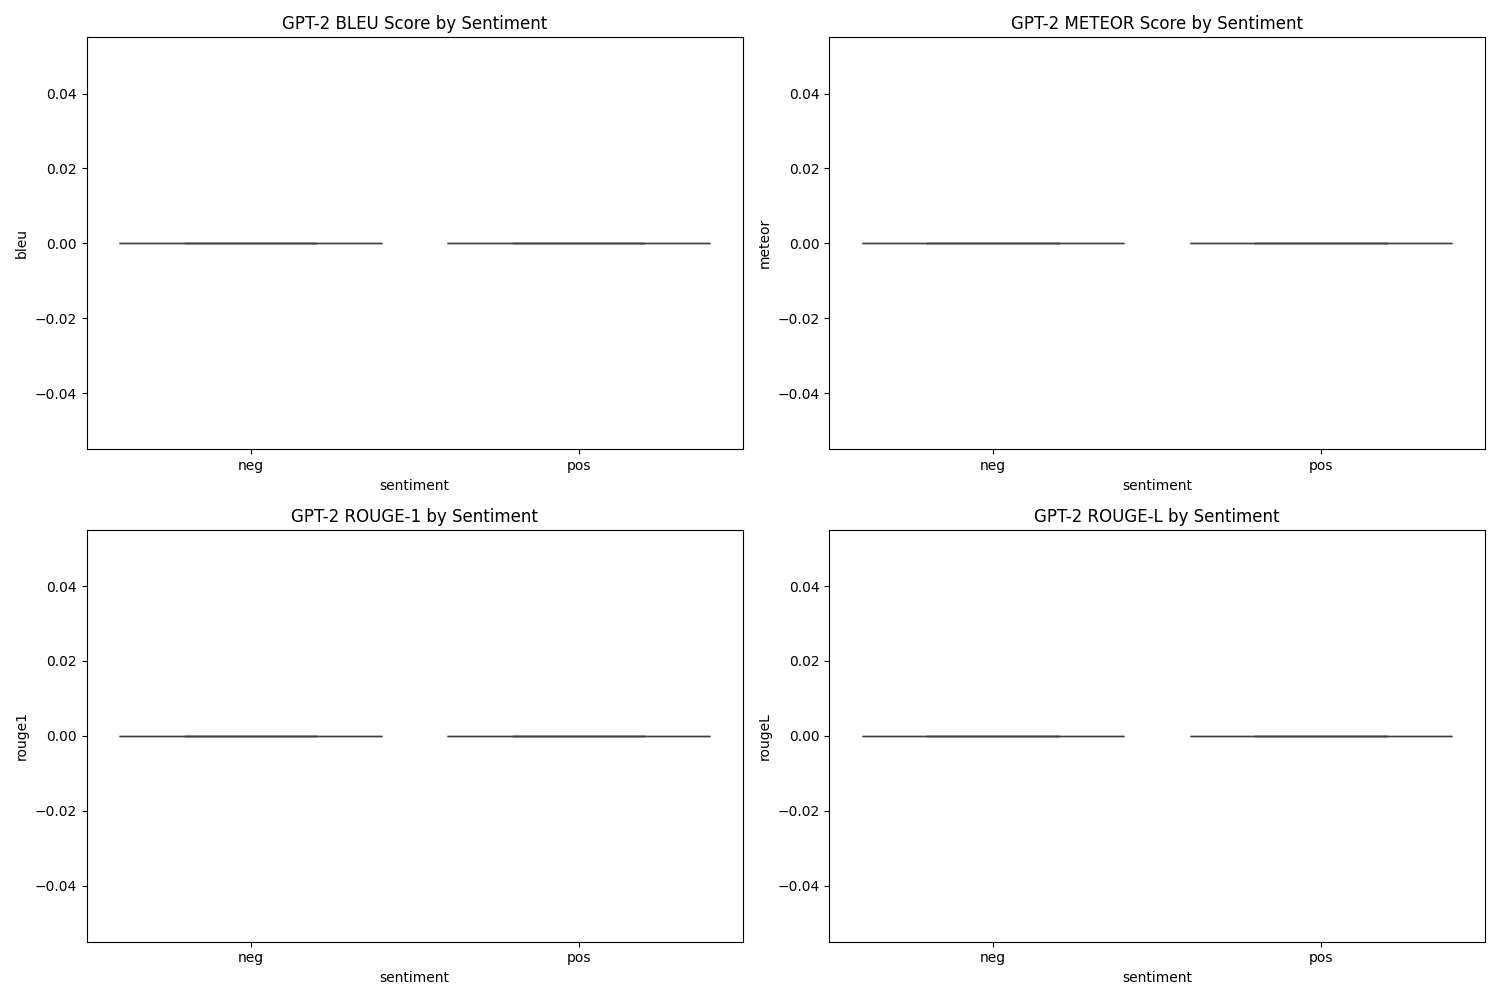 GPT-2 BLEU Score by Sentiment
0.04
0.02
0.00
−0.02
−0.04
bleu
neg
pos
sentiment
GPT-2 METEOR Score by Sentiment
0.04
0.02
0.00
−0.02
−0.04
meteor
neg
pos
sentiment
GPT-2 ROUGE-1 by Sentiment
0.04
0.02
0.00
−0.02
−0.04
rouge1
neg
pos
sentiment
GPT-2 ROUGE-L by Sentiment
0.04
0.02
0.00
−0.02
−0.04
rougeL
neg
pos
sentiment